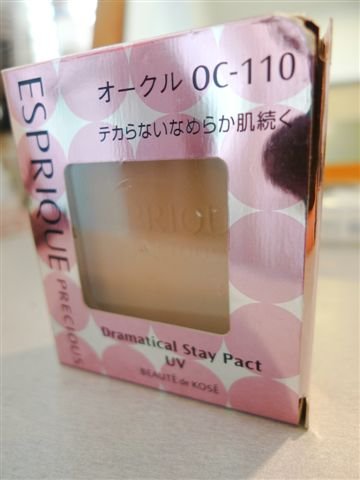 オークル OC-110
テカらないなめらか肌続く
ESPRIQUE PRECIOUS
Dramatical Stay Pact
UV
BEAUTÉ de KOSÉ